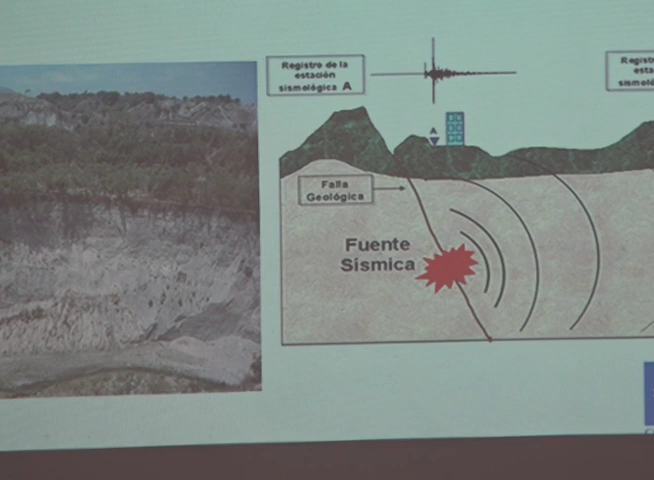 Registro de la
estación
sismológica A
A
Falla
Geológica
Fuente
Sísmica